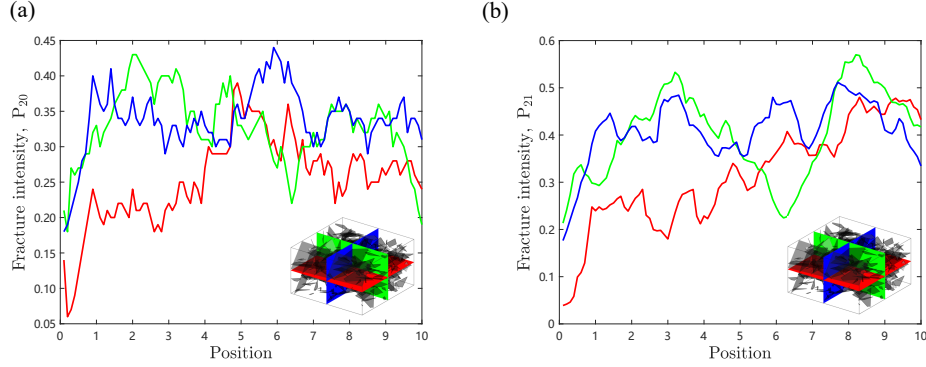 (a)
(b)
Fracture intensity, P20
0.45
0.40
0.35
0.30
0.25
0.20
0.15
0.10
0.05
0 1 2 3 4 5 6 7 8 9 10
Position
Fracture intensity, P21
0.6
0.5
0.4
0.3
0.2
0.1
0
0 1 2 3 4 5 6 7 8 9 10
Position